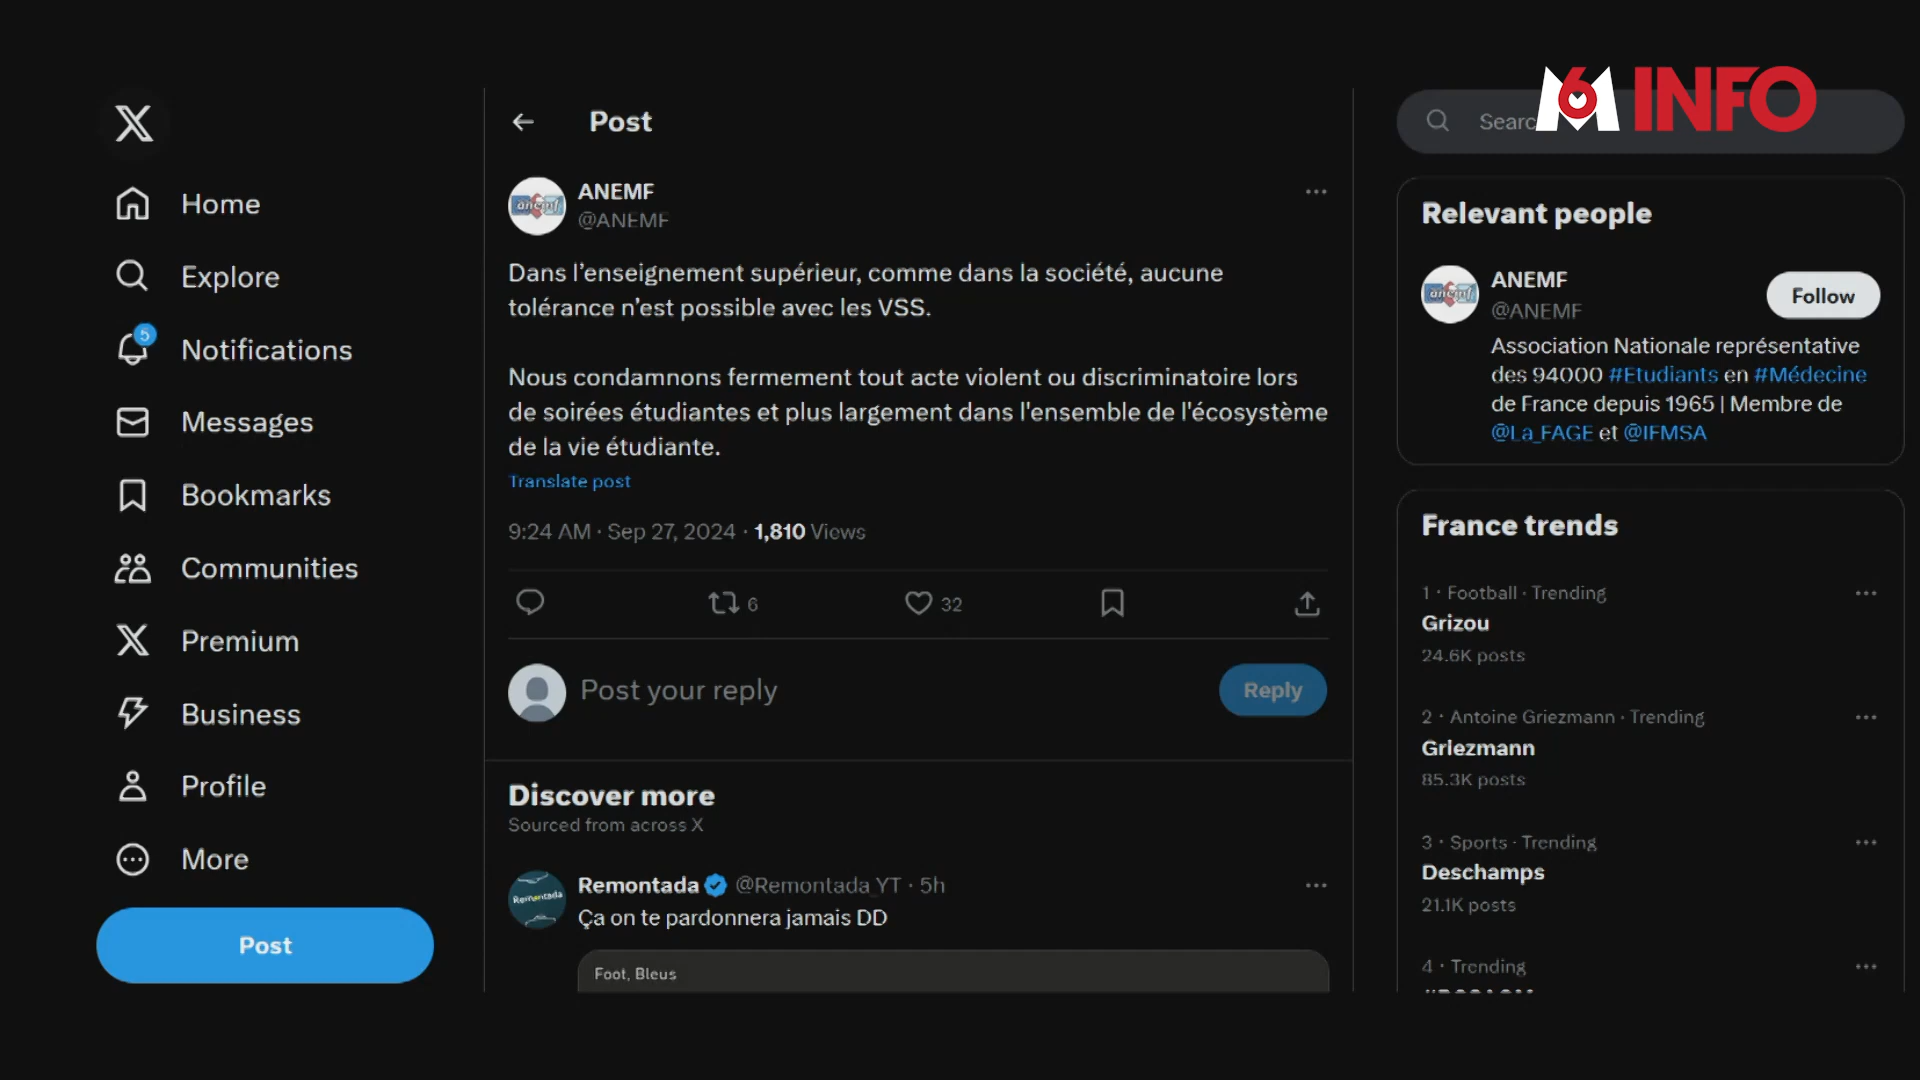 M6 INFO
Home
Explore
5
Notifications
Messages
Bookmarks
Communities
Premium
Business
Profile
More
Post
Post
ANEMF
@ANEMF
Dans l’enseignement supérieur, comme dans la société, aucune
tolérance n’est possible avec les VSS.
Nous condamnons fermement tout acte violent ou discriminatoire lors
de soirées étudiantes et plus largement dans l'ensemble de l'écosystème
de la vie étudiante.
Translate post
9:24 AM · Sep 27, 2024 · 1,810 Views
6
32
Post your reply
Reply
Discover more
Sourced from across X
Remontada
Remontada @Remontada_YT · 5h
Ça on te pardonnera jamais DD
Foot, Bleus
Searc
Relevant people
anemf
ANEMF
@ANEMF
Follow
Association Nationale représentative
des 94000 #Etudiants en #Médecine
de France depuis 1965 | Membre de
@La_FAGE et @IFMSA
France trends
1 · Football · Trending
Grizou
24.6K posts
2 · Antoine Griezmann · Trending
Griezmann
85.3K posts
3 · Sports · Trending
Deschamps
21.1K posts
4 · Trending